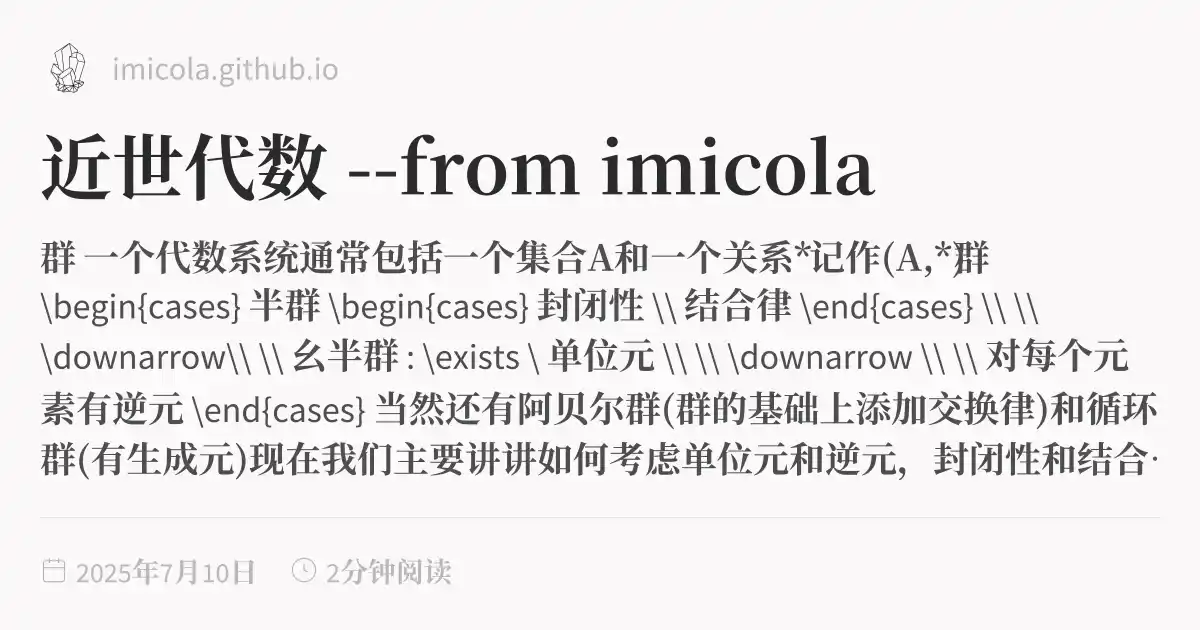 imicola.github.io
近世代数 --from imicola
群 一个代数系统通常包括一个集合A和一个关系*记作(A,*群
\begin{cases} 半群 \begin{cases} 封闭性 \\ 结合律 \end{cases} \\ \\
\downarrow\\ \\ 幺半群 : \exists \ 单位元 \\ \\ \downarrow \\ \\ 对每个元
素有逆元 \end{cases} 当然还有阿贝尔群(群的基础上添加交换律)和循环
群(有生成元)现在我们主要讲讲如何考虑单位元和逆元，封闭性和结合·
2025年7月10日 2分钟阅读